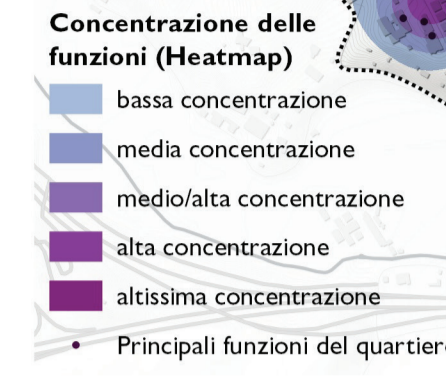 Concentrazione delle
funzioni (Heatmap)
bassa concentrazione
media concentrazione
medio/alta concentrazione
alta concentrazione
altissima concentrazione
Principali funzioni del quartier